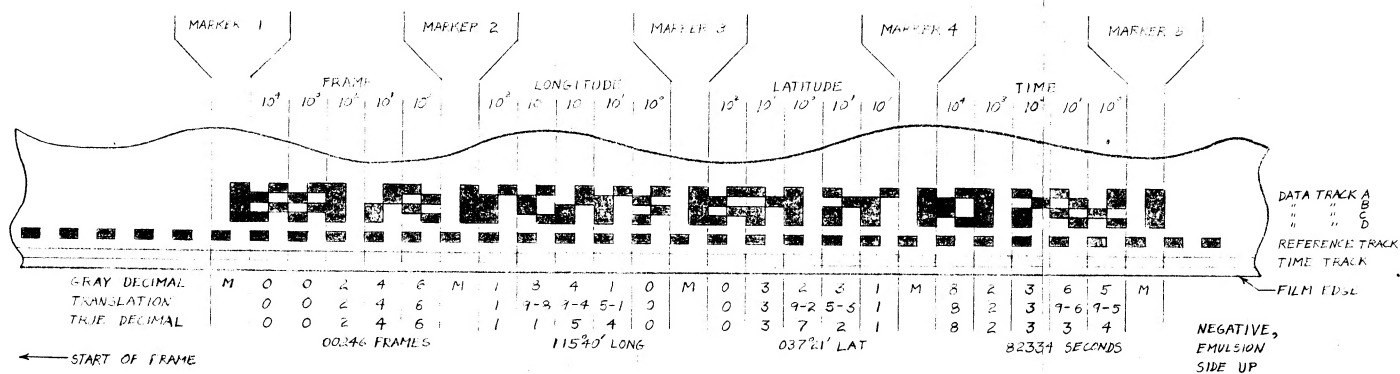 MARKER 1 MARKER 2 MARKER 3 MARKER 4 MARKER 5
FRAME LONGITUDE LATITUDE TIME
10⁴ 10³ 10² 10¹ 10⁰ 10² 10¹ 10⁰ 10¹ 10⁰ 10² 10¹ 10⁰ 10¹ 10⁰ 10⁴ 10³ 10² 10¹ 10⁰
DATA TRACK A
" " B
" " C
" " D
REFERENCE TRACK
TIME TRACK
GRAY DECIMAL M 0 0 2 4 6 M 1 8 4 1 0 M 0 3 2 3 1 M 8 2 3 6 5 M
FILM EDGE
TRANSLATION 0 0 2 4 6 1 9-8 9-4 5-1 0 0 3 9-2 5-3 1 8 2 3 9-6 9-5
TRUE DECIMAL 0 0 2 4 6 1 1 5 4 0 0 3 7 2 1 8 2 3 3 4
00246 FRAMES 115°40' LONG 037°21' LAT 82334 SECONDS
NEGATIVE,
EMULSION
SIDE UP
START OF FRAME